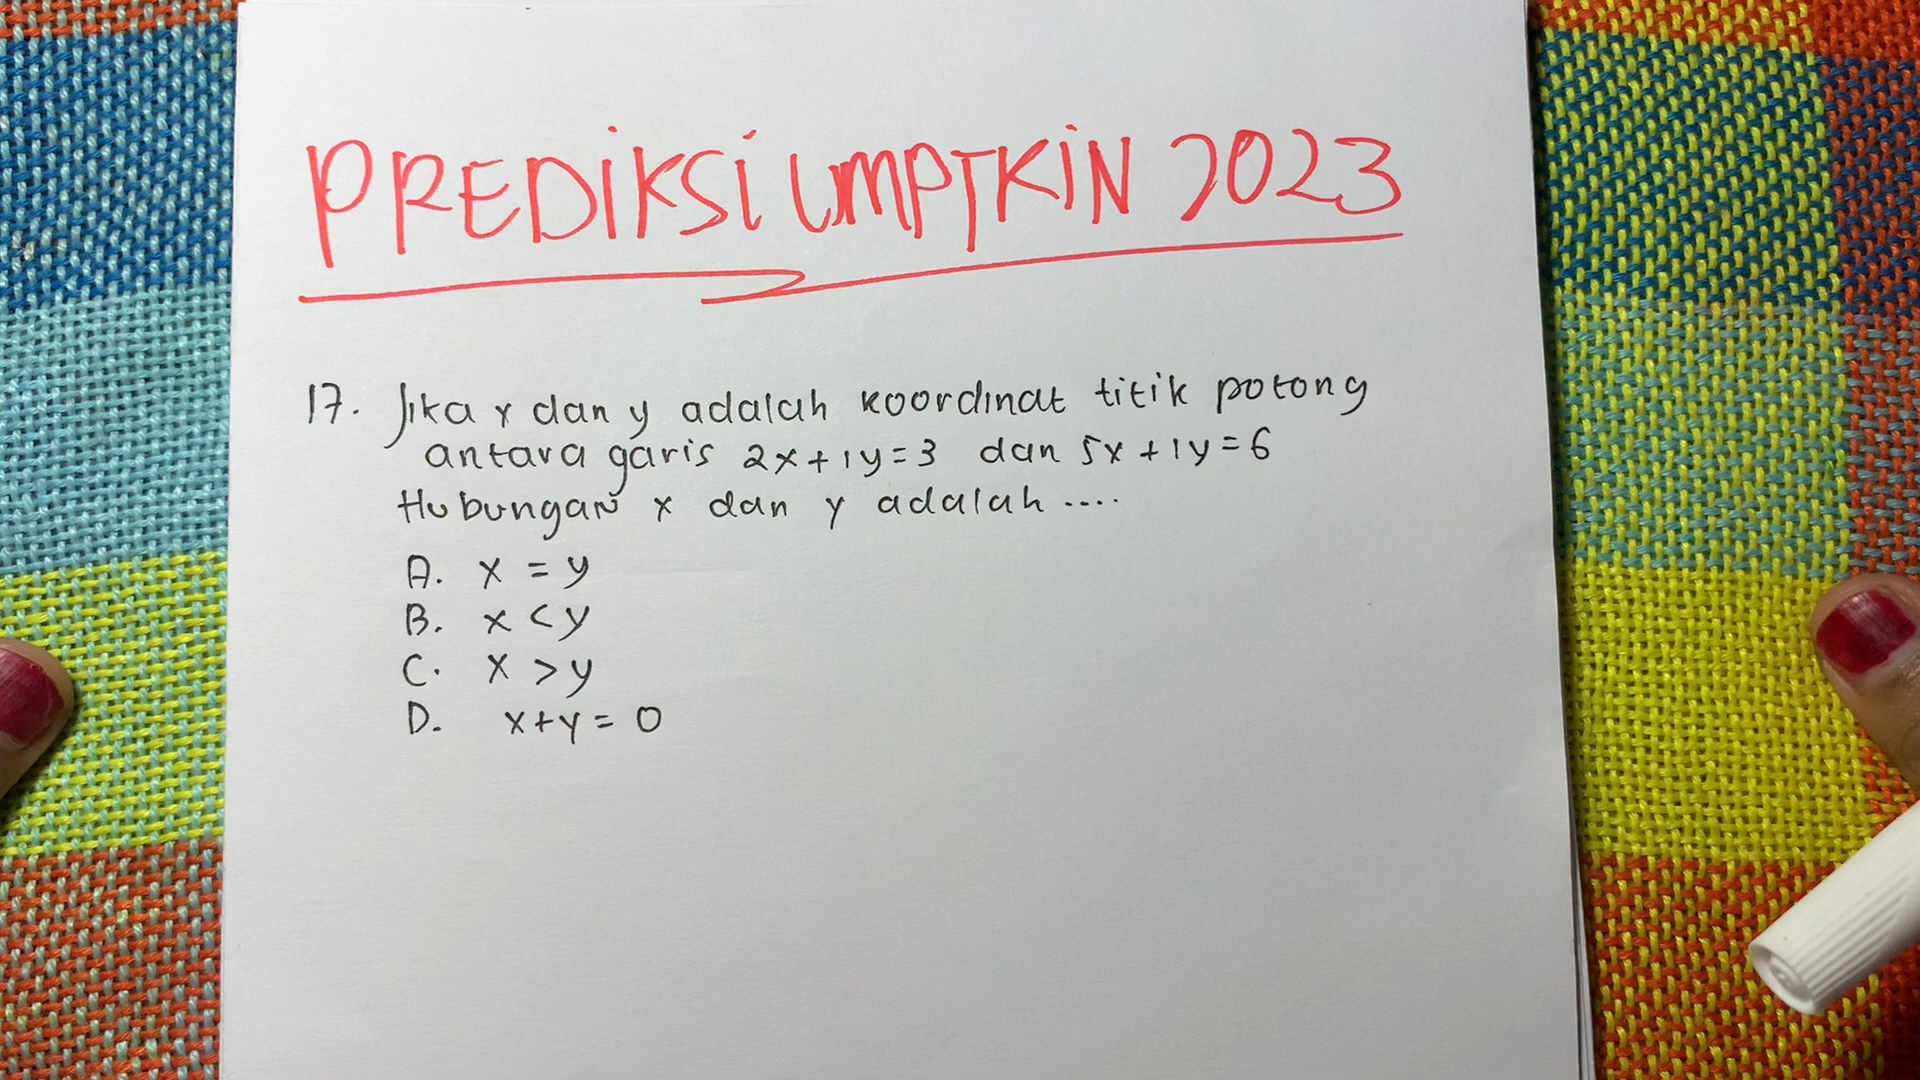 PREDIKSI UMPTKIN 2023
17. Jika x dan y adalah koordinat titik potong
antara garis 2x+1y=3 dan 5x+1y=6
Hubungan x dan y adalah ....
A. x = y
B. x < y
C. x > y
D. x+y = 0